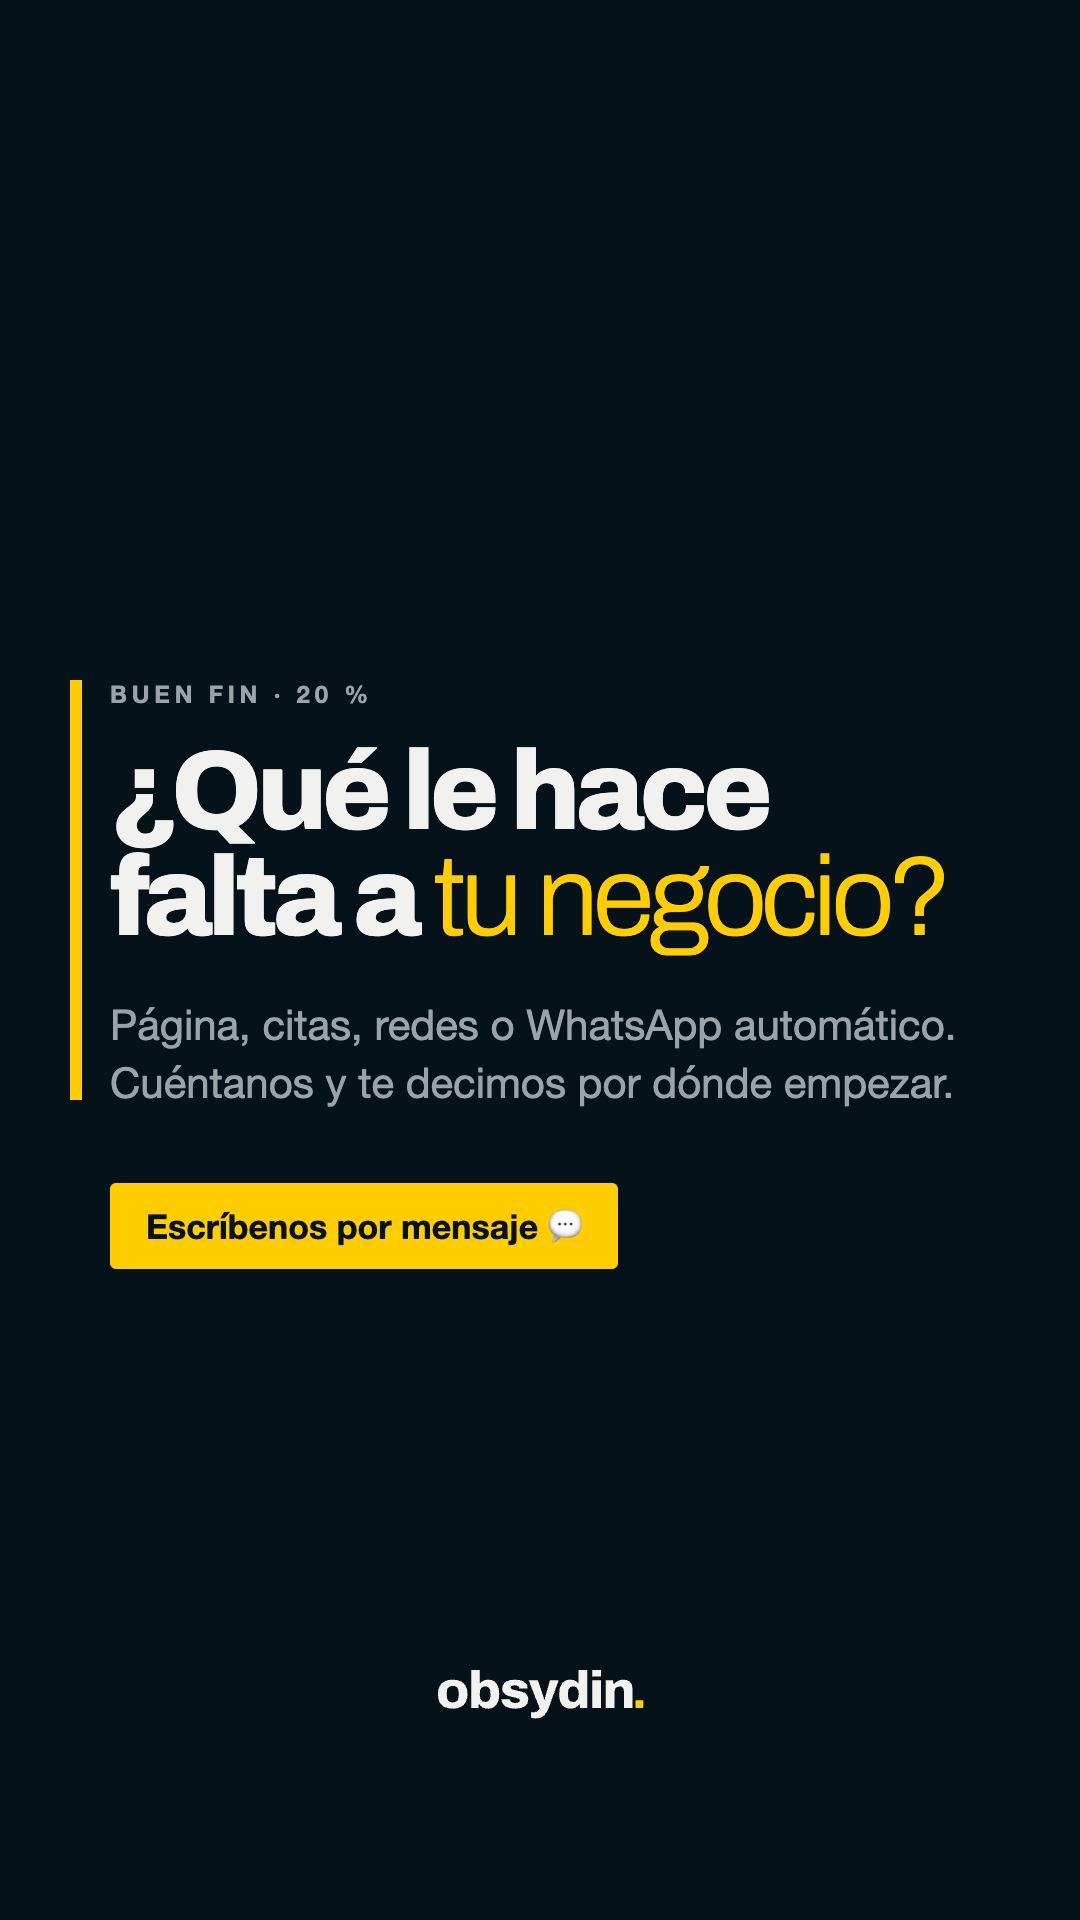 BUEN FIN · 20 %
¿Qué le hace
falta a tu negocio?
Página, citas, redes o WhatsApp automático.
Cuéntanos y te decimos por dónde empezar.
Escríbenos por mensaje 💬
obsydin.